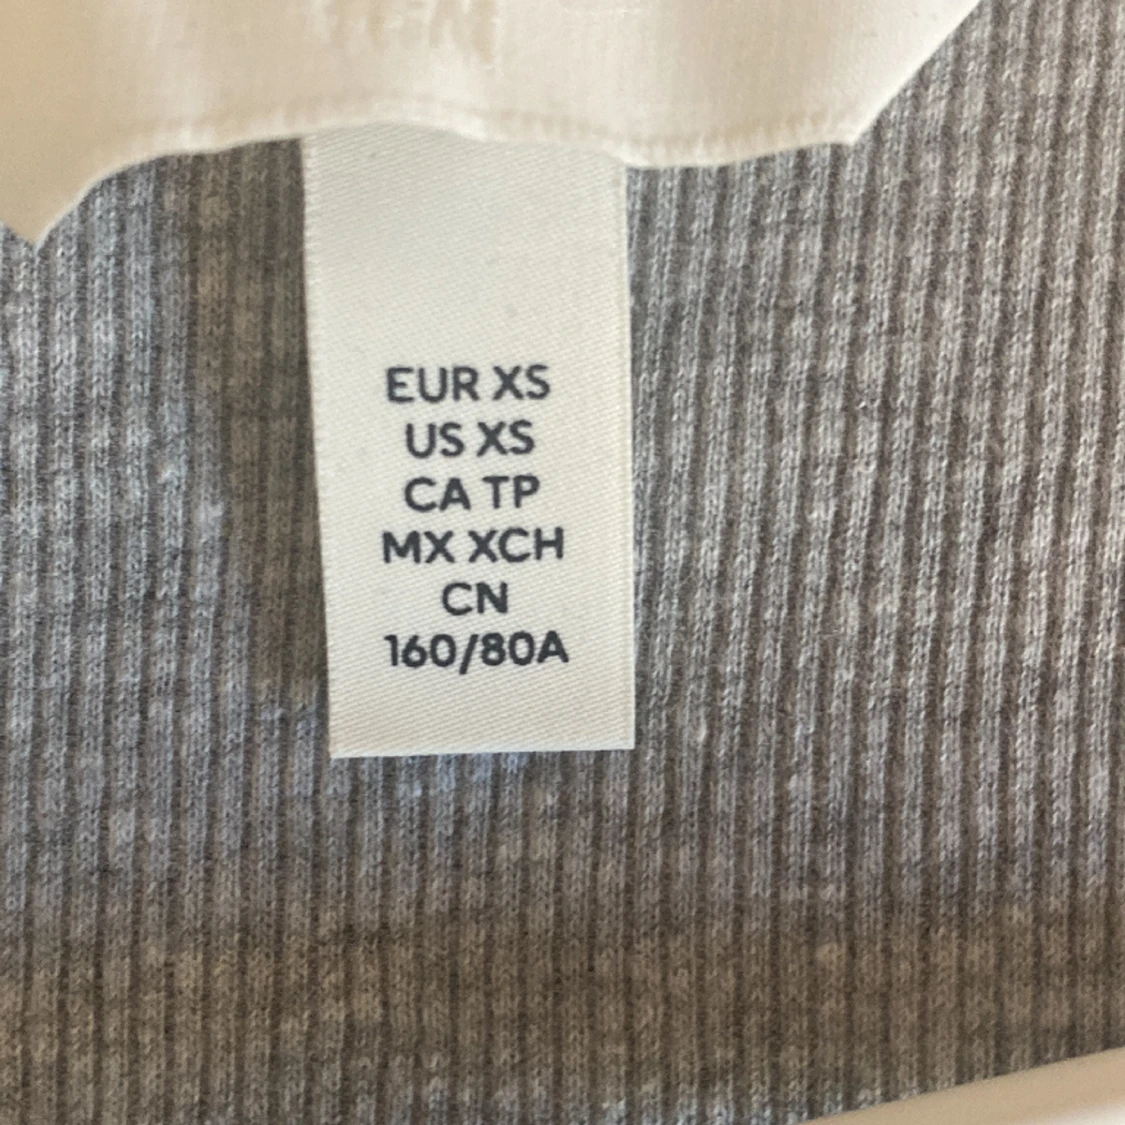 EUR XS
US XS
CA TP
MX XCH
CN
160/80A